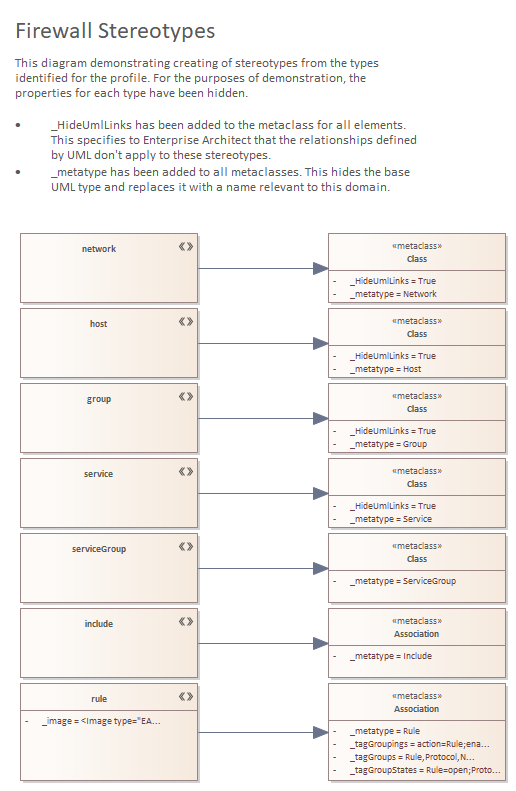 Firewall Stereotypes
This diagram demonstrating creating of stereotypes from the types
identified for the profile. For the purposes of demonstration, the
properties for each type have been hidden.
• _HideUmlLinks has been added to the metaclass for all elements.
This specifies to Enterprise Architect that the relationships defined
by UML don't apply to these stereotypes.
• _metatype has been added to all metaclasses. This hides the base
UML type and replaces it with a name relevant to this domain.
network
«»
«metaclass»
Class
- _HideUmlLinks = True
- _metatype = Network
host
«»
«metaclass»
Class
- _HideUmlLinks = True
- _metatype = Host
group
«»
«metaclass»
Class
- _HideUmlLinks = True
- _metatype = Group
service
«»
«metaclass»
Class
- _HideUmlLinks = True
- _metatype = Service
serviceGroup
«»
«metaclass»
Class
- _metatype = ServiceGroup
include
«»
«metaclass»
Association
- _metatype = Include
rule
«»
- _image = <Image type="EA...
«metaclass»
Association
- _metatype = Rule
- _tagGroupings = action=Rule;ena...
- _tagGroups = Rule,Protocol,N...
- _tagGroupStates = Rule=open;Proto...